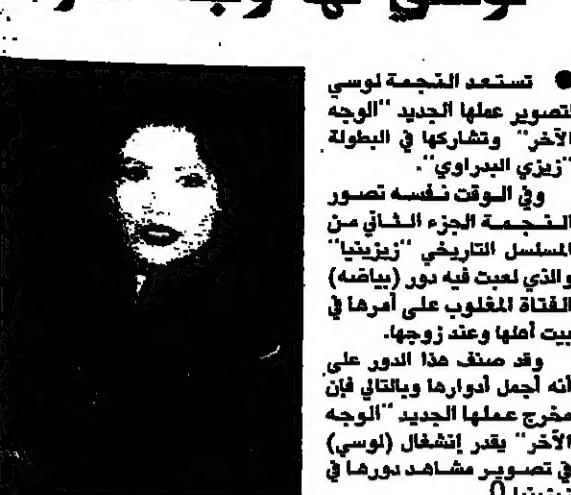 لوسي لها وجه
● تستعد النجمة لوسي
لتصوير عملها الجديد "الوجه
الآخر" وتشاركها في البطولة
"زيزي البدراوي".
وفي الوقت نفسه تصور
النجمة الجزء الثاني من
المسلسل التاريخي "زيزينيا"
والذي لعبت فيه دور (بياضه)
الفتاة المغلوب على أمرها في
بيت أهلها وعند زوجها.
وقد صنف هذا الدور على
أنه أجمل أدوارها وبالتالي فإن
مخرج عملها الجديد "الوجه
الآخر" يقدر إنشغال (لوسي)
في تصوير مشاهد دورها في